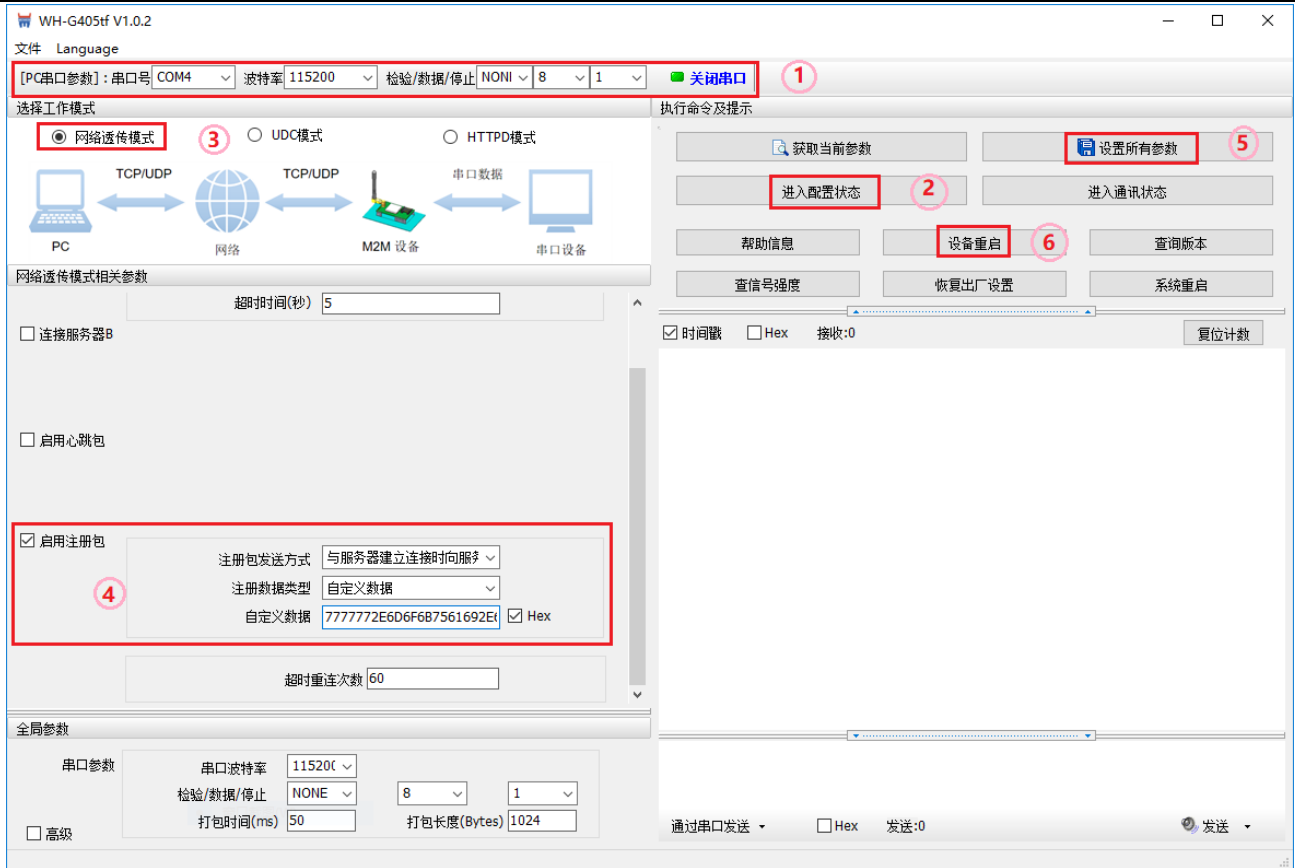 WH-G405tf V1.0.2
文件 Language
[PC串口参数]：串口号 COM4 波特率 115200 检验/数据/停止 NONI 8 1 关闭串口 1
选择工作模式
网络透传模式 3 UDC模式 HTTPD模式
TCP/UDP TCP/UDP 串口数据
PC 网络 M2M 设备 串口设备
网络透传模式相关参数
超时时间(秒) 5
连接服务器B
启用心跳包
启用注册包
注册包发送方式 与服务器建立连接时向服务
4 注册数据类型 自定义数据
自定义数据 7777772E6D6F6B7561692E6 Hex
超时重连次数 60
全局参数
串口参数 串口波特率 115200
检验/数据/停止 NONE 8 1
打包时间(ms) 50 打包长度(Bytes) 1024
高级
执行命令及提示
获取当前参数 设置所有参数 5
进入配置状态 2 进入通讯状态
帮助信息 设备重启 6 查询版本
查信号强度 恢复出厂设置 系统重启
时间戳 Hex 接收:0 复位计数
通过串口发送 Hex 发送:0 发送